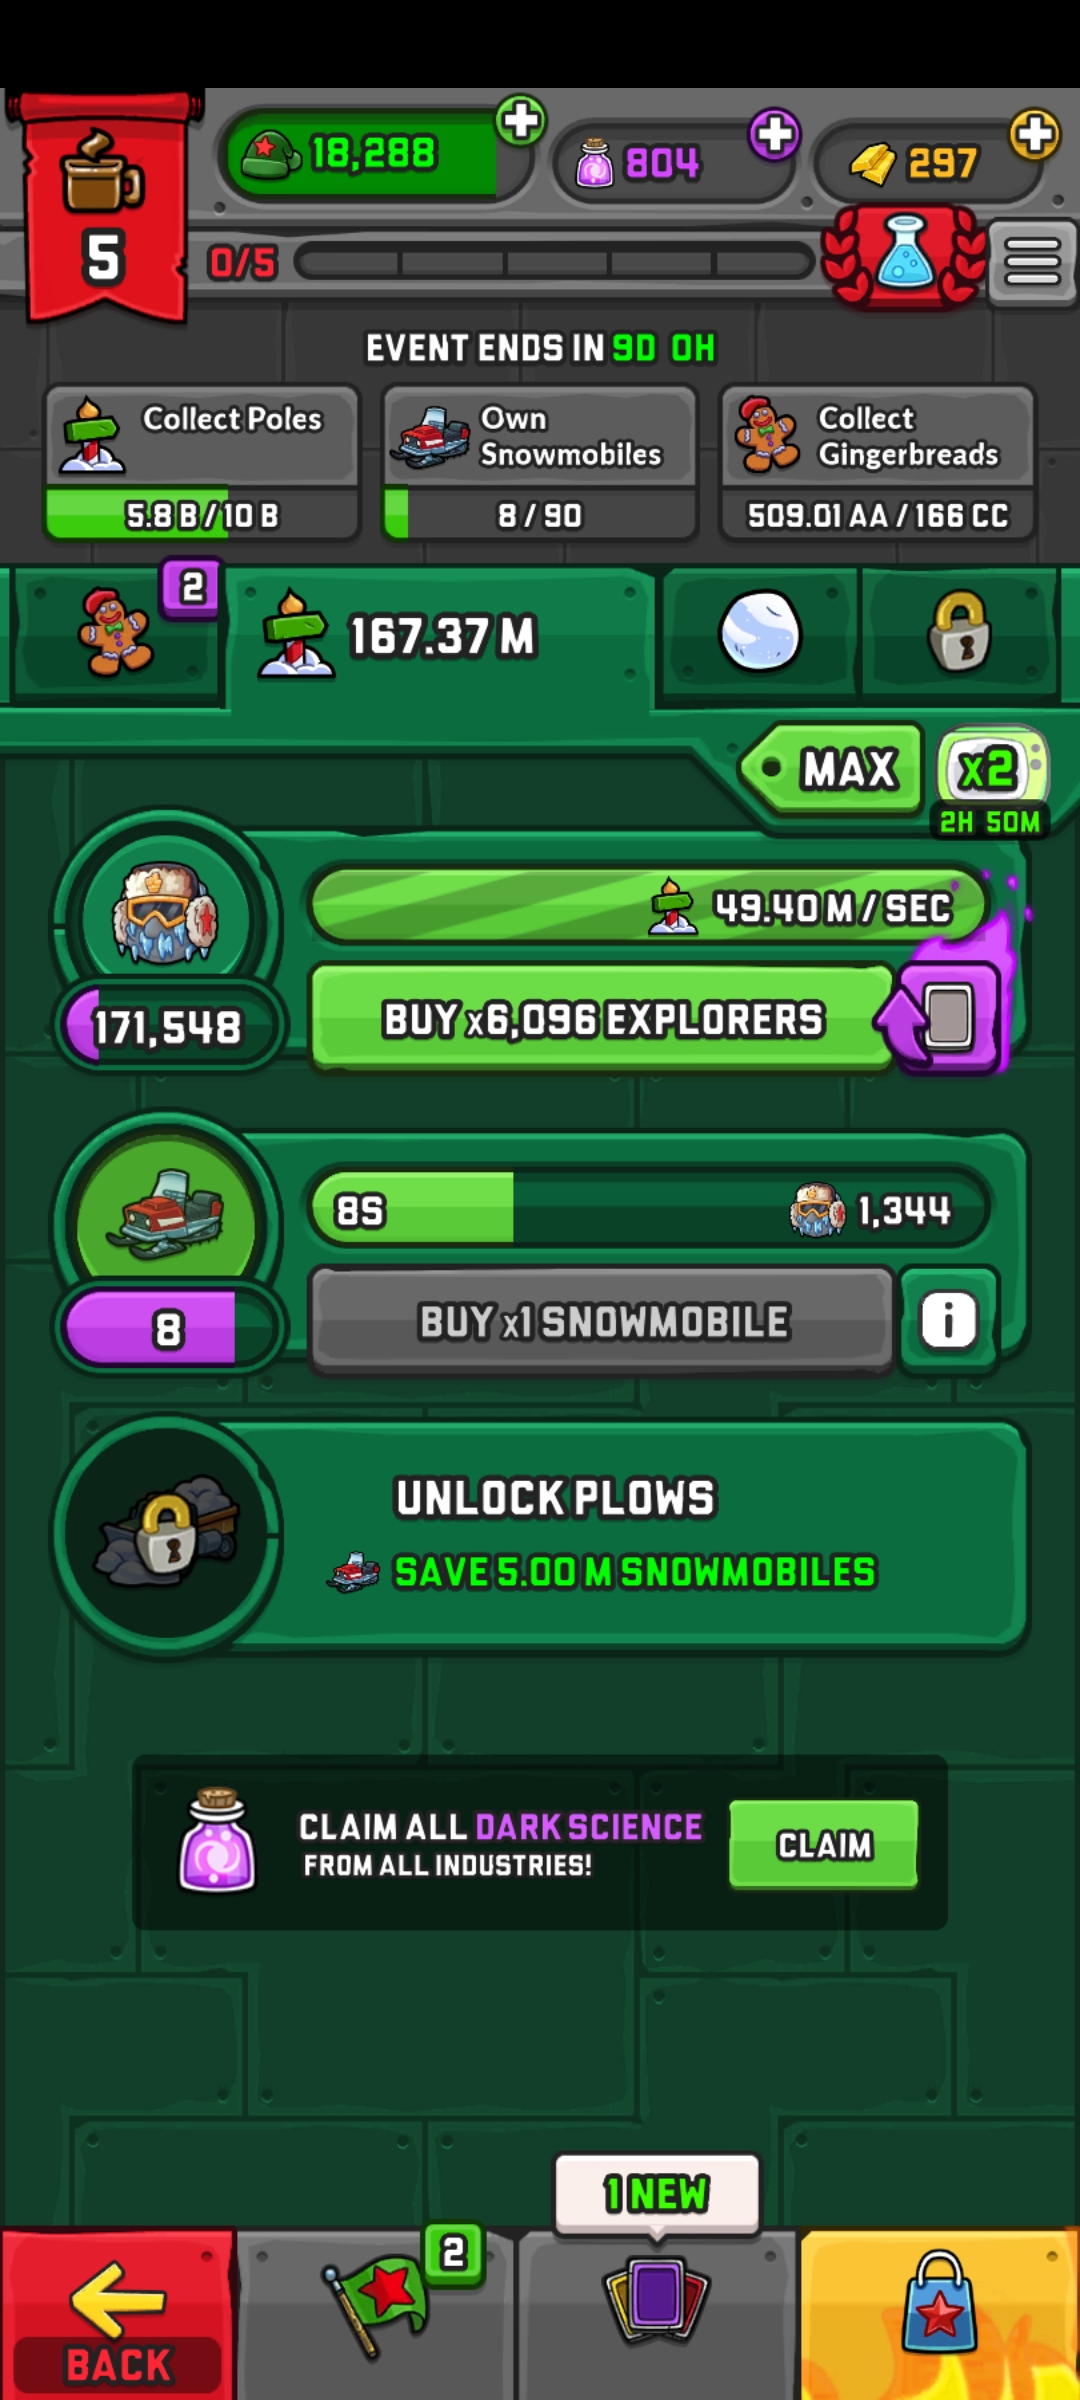 18,288
804
297
5
0/5
EVENT ENDS IN 9D 0H
Collect Poles
5.8 B / 10 B
Own
Snowmobiles
8 / 90
Collect
Gingerbreads
509.01 AA / 166 CC
2
167.37 M
MAX
x2
2H 50M
49.40 M / SEC
171,548
BUY x6,096 EXPLORERS
8S
1,344
8
BUY x1 SNOWMOBILE
i
UNLOCK PLOWS
SAVE 5.00 M SNOWMOBILES
CLAIM ALL DARK SCIENCE
FROM ALL INDUSTRIES!
CLAIM
1 NEW
2
BACK